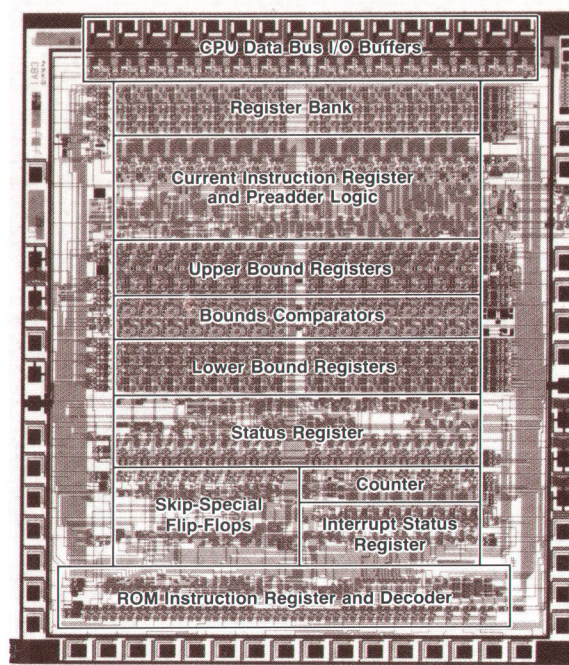 CPU Data Bus I/O Buffers
Register Bank
Current Instruction Register
and Preadder Logic
Upper Bound Registers
Bounds Comparators
Lower Bound Registers
Status Register
Counter
Skip-Special
Flip-Flops
Interrupt Status
Register
ROM Instruction Register and Decoder